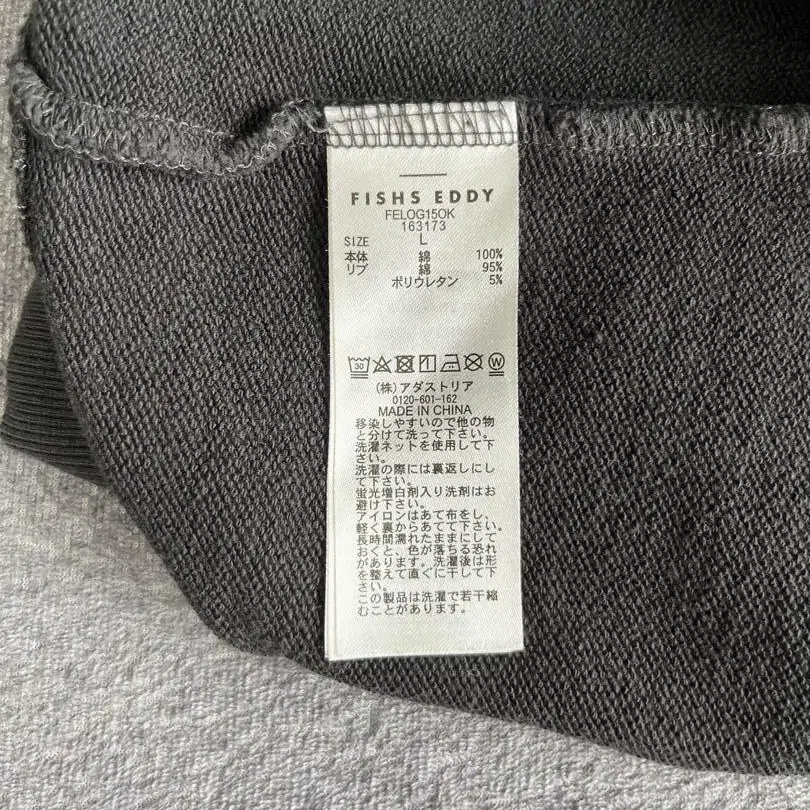 FISHS EDDY
FELOG15OK
163173
SIZE L
本体 綿 100%
リブ 綿 95%
ポリウレタン 5%
30 W
(株)アダストリア
0120-601-162
MADE IN CHINA
移染しやすいので他の物
と分けて洗って下さい。
洗濯ネットを使用して下
さい。
洗濯の際には裏返しにし
て下さい。
蛍光増白剤入り洗剤はお
避け下さい。
アイロンはあて布をし、
軽く裏からあてて下さい。
長時間濡れたままにして
おくと、色が落ちる恐れ
があります。洗濯後は形
を整えて直ぐに干して下
さい。
この製品は洗濯で若干縮
むことがあります。